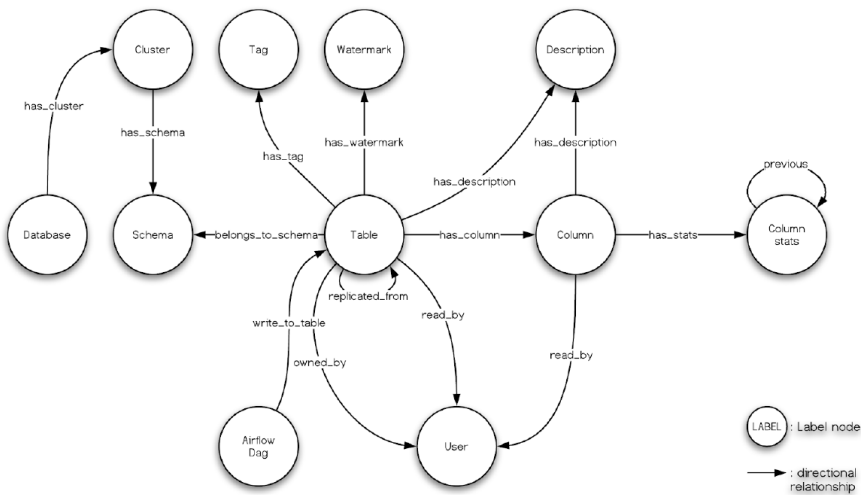 Cluster
Tag
Watermark
Description
has_cluster
has_schema
has_tag
has_watermark
has_description
has_description
previous
Database
Schema
belongs_to_schema
Table
has_column
Column
has_stats
Column
stats
replicated_from
write_to_table
read_by
owned_by
read_by
Airflow
Dag
User
LABEL : Label node
: directional
relationship